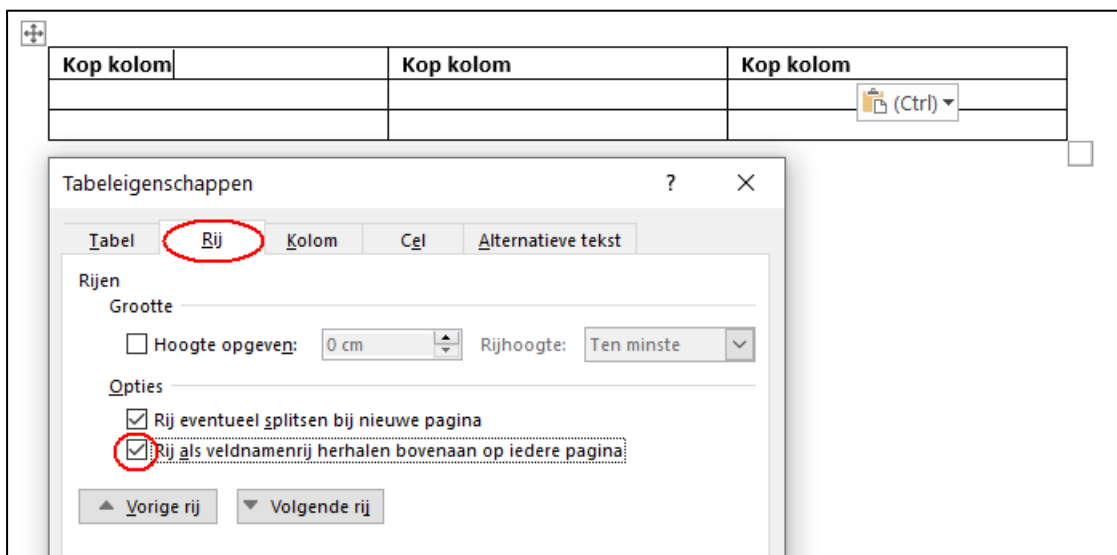 Kop kolom Kop kolom Kop kolom
(Ctrl)
Tabeleigenschappen ?
Tabel Rij Kolom Cel Alternatieve tekst
Rijen
Grootte
Hoogte opgeven: 0 cm Rijhoogte: Ten minste
Opties
Rij eventueel splitsen bij nieuwe pagina
Rij als veldnamenrij herhalen bovenaan op iedere pagina
Vorige rij Volgende rij